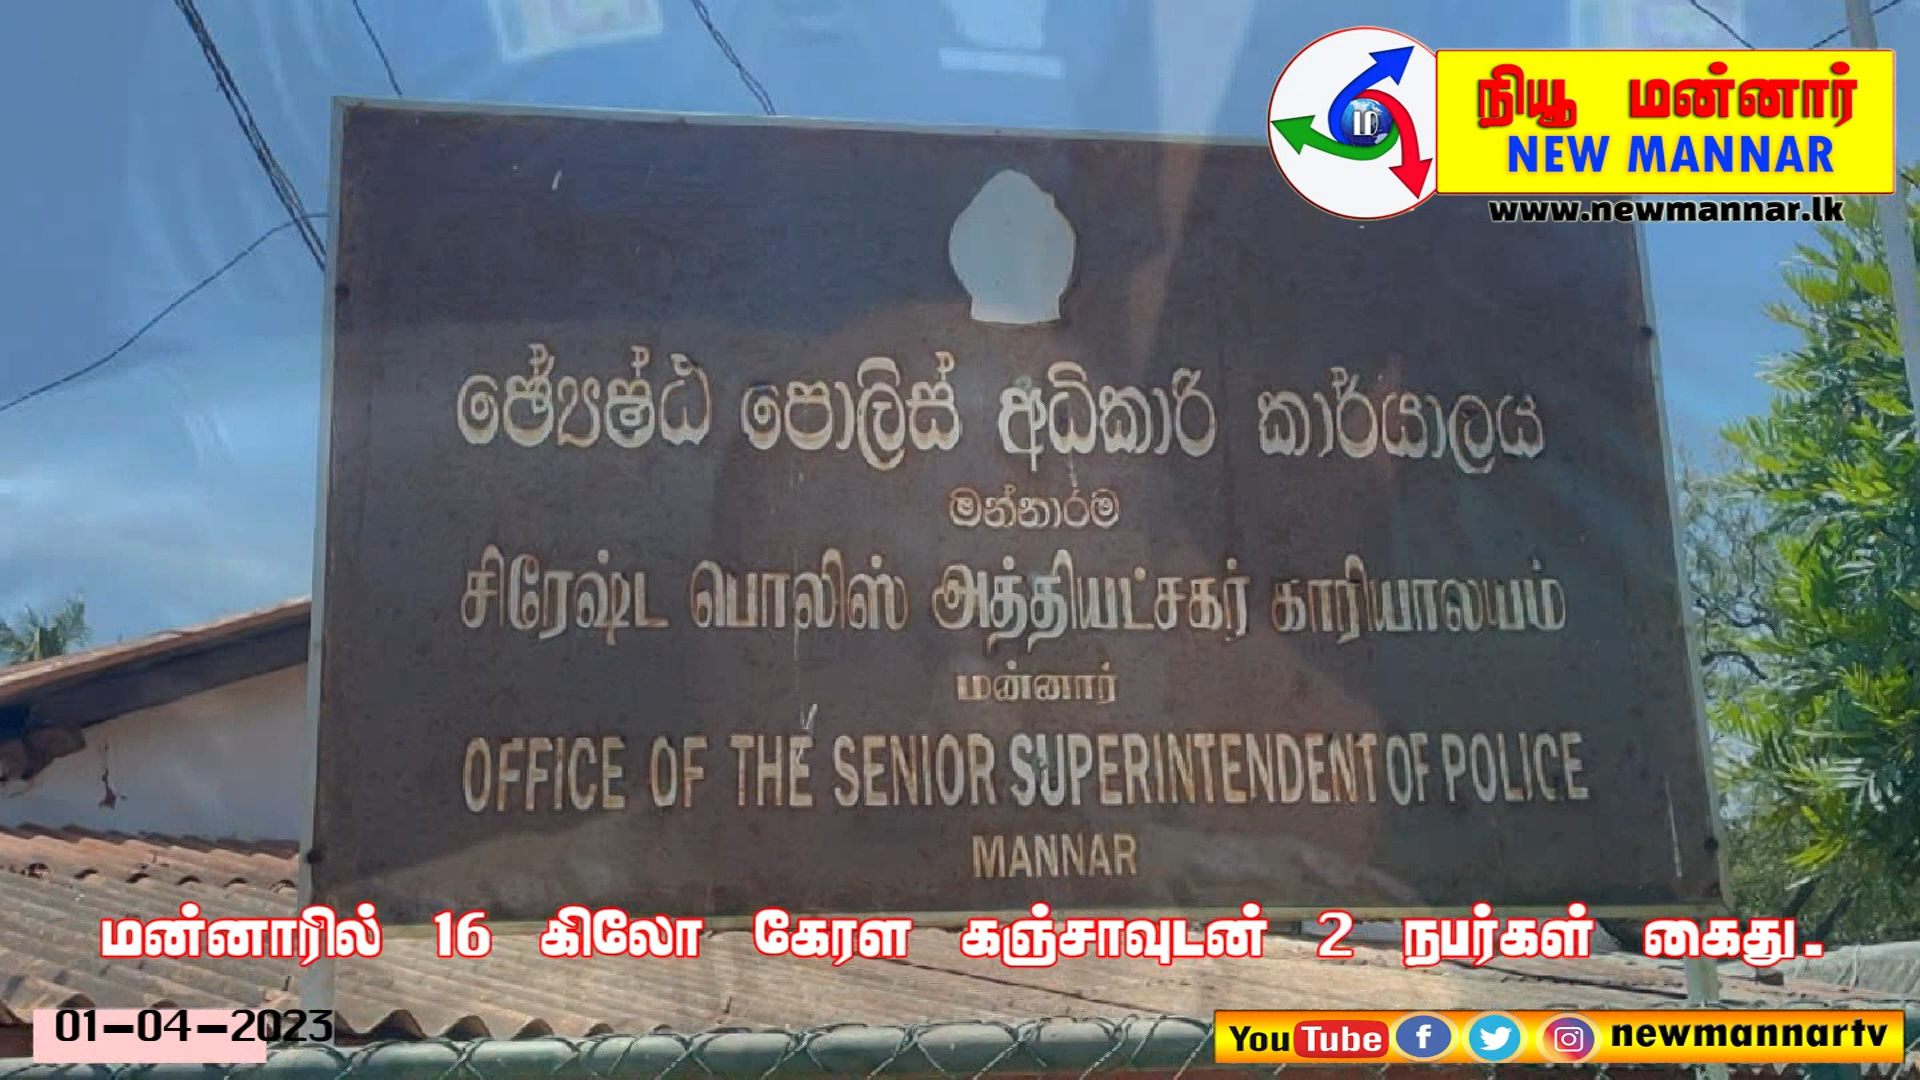 நியூ மன்னார்
NEW MANNAR
www.newmannar.lk
ජ්‍යේෂ්ඨ පොලිස් අධිකාරි කාර්යාලය
මන්නාරම
சிரேஷ்ட பொலிஸ் அத்தியட்சகர் காரியாலயம்
மன்னார்
OFFICE OF THE SENIOR SUPERINTENDENT OF POLICE
MANNAR
மன்னாரில் 16 கிலோ கேரள கஞ்சாவுடன் 2 நபர்கள் கைது.
01-04-2023
YouTube newmannartv